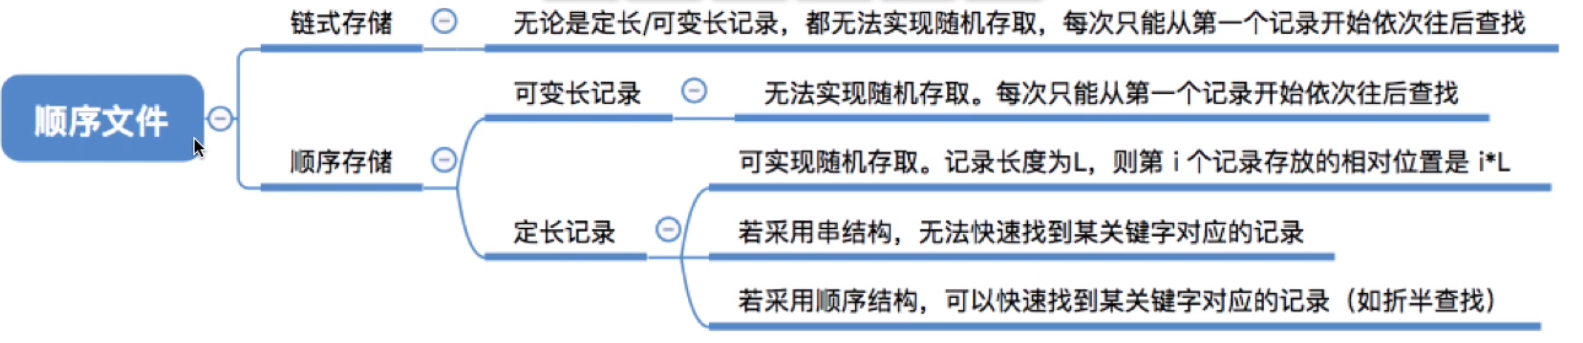 链式存储
无论是定长/可变长记录，都无法实现随机存取，每次只能从第一个记录开始依次往后查找
可变长记录
无法实现随机存取。每次只能从第一个记录开始依次往后查找
顺序文件
顺序存储
可实现随机存取。记录长度为L，则第 i 个记录存放的相对位置是 i*L
定长记录
若采用串结构，无法快速找到某关键字对应的记录
若采用顺序结构，可以快速找到某关键字对应的记录（如折半查找）